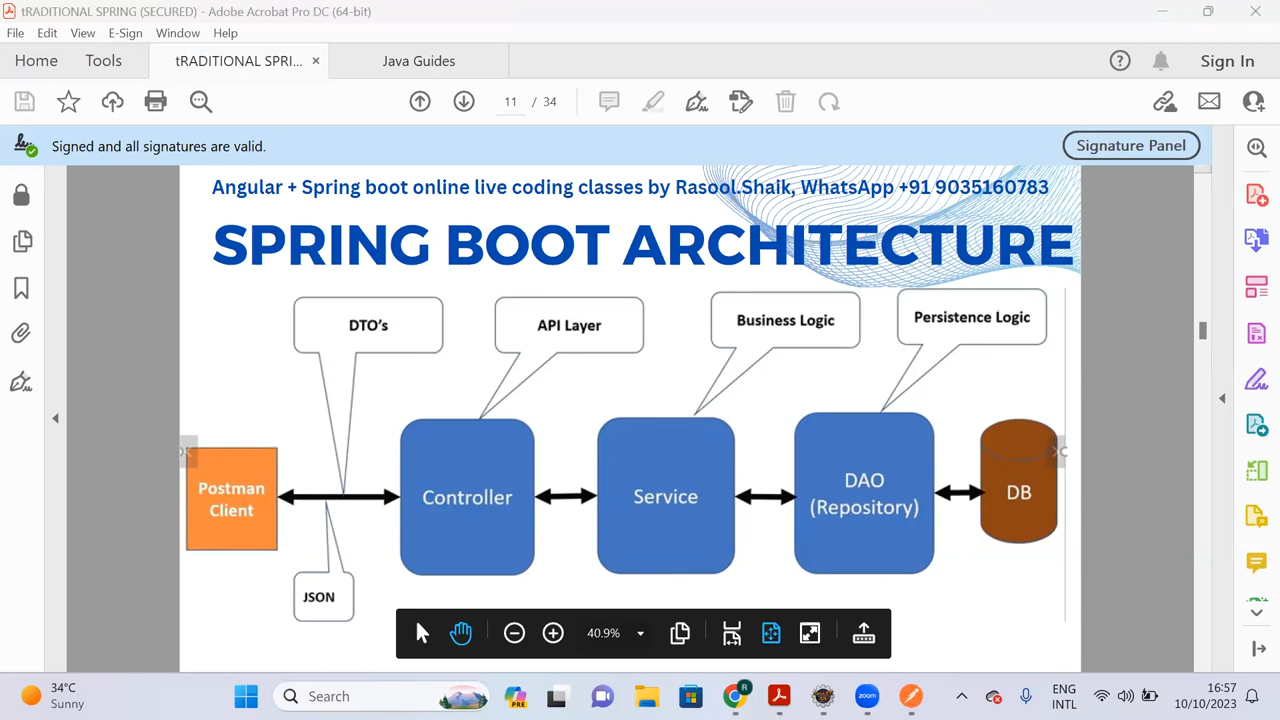 tRADITIONAL SPRING (SECURED) - Adobe Acrobat Pro DC (64-bit)
File Edit View E-Sign Window Help
Home Tools tRADITIONAL SPRI... × Java Guides Sign In
11 / 34
Signed and all signatures are valid. Signature Panel
Angular + Spring boot online live coding classes by Rasool.Shaik, WhatsApp +91 9035160783
SPRING BOOT ARCHITECTURE
DTO's API Layer Business Logic Persistence Logic
Postman
Client
Controller
Service
DAO
(Repository)
DB
JSON
40.9%
34°C
Sunny
Search
PRE
R
zoom
ENG
INTL
16:57
10/10/2023